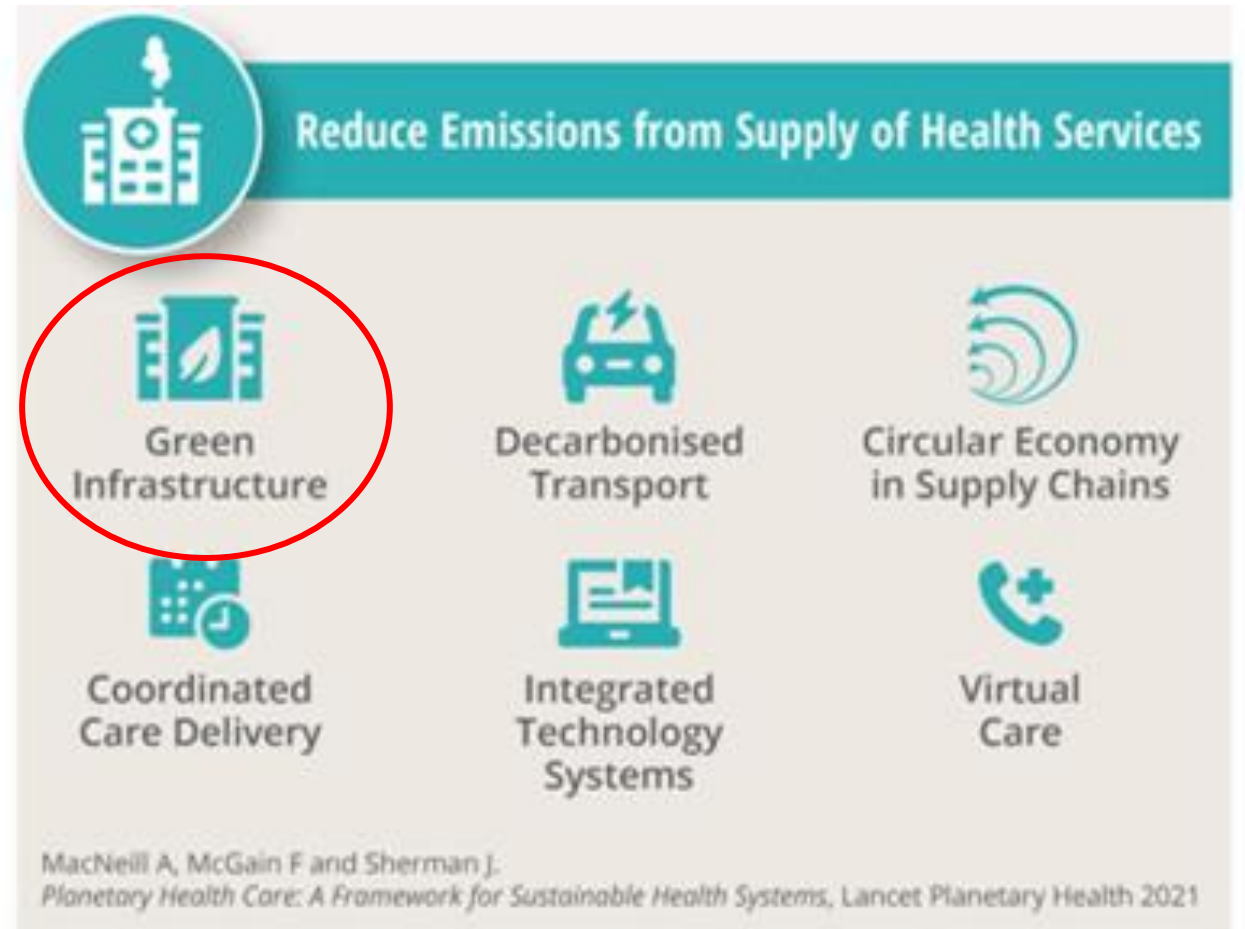 Reduce Emissions from Supply of Health Services
Green
Infrastructure
Decarbonised
Transport
Circular Economy
in Supply Chains
Coordinated
Care Delivery
Integrated
Technology
Systems
Virtual
Care
MacNeill A, McGain F and Sherman J.
Planetary Health Care: A Framework for Sustainable Health Systems, Lancet Planetary Health 2021